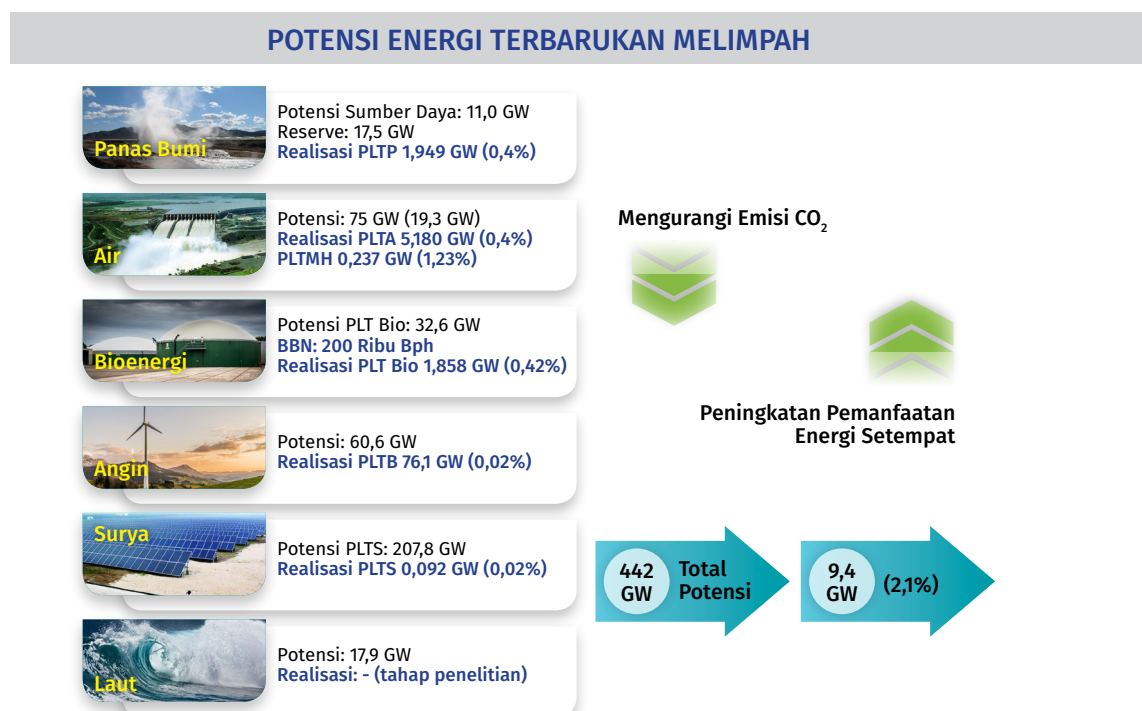 POTENSI ENERGI TERBARUKAN MELIMPAH
Panas Bumi
Potensi Sumber Daya: 11,0 GW
Reserve: 17,5 GW
Realisasi PLTP 1,949 GW (0,4%)
Air
Potensi: 75 GW (19,3 GW)
Realisasi PLTA 5,180 GW (0,4%)
PLTMH 0,237 GW (1,23%)
Bioenergi
Potensi PLT Bio: 32,6 GW
BBN: 200 Ribu Bph
Realisasi PLT Bio 1,858 GW (0,42%)
Angin
Potensi: 60,6 GW
Realisasi PLTB 76,1 GW (0,02%)
Surya
Potensi PLTS: 207,8 GW
Realisasi PLTS 0,092 GW (0,02%)
Laut
Potensi: 17,9 GW
Realisasi: - (tahap penelitian)
Mengurangi Emisi CO₂
Peningkatan Pemanfaatan
Energi Setempat
442
GW
Total
Potensi
9,4
GW
(2,1%)